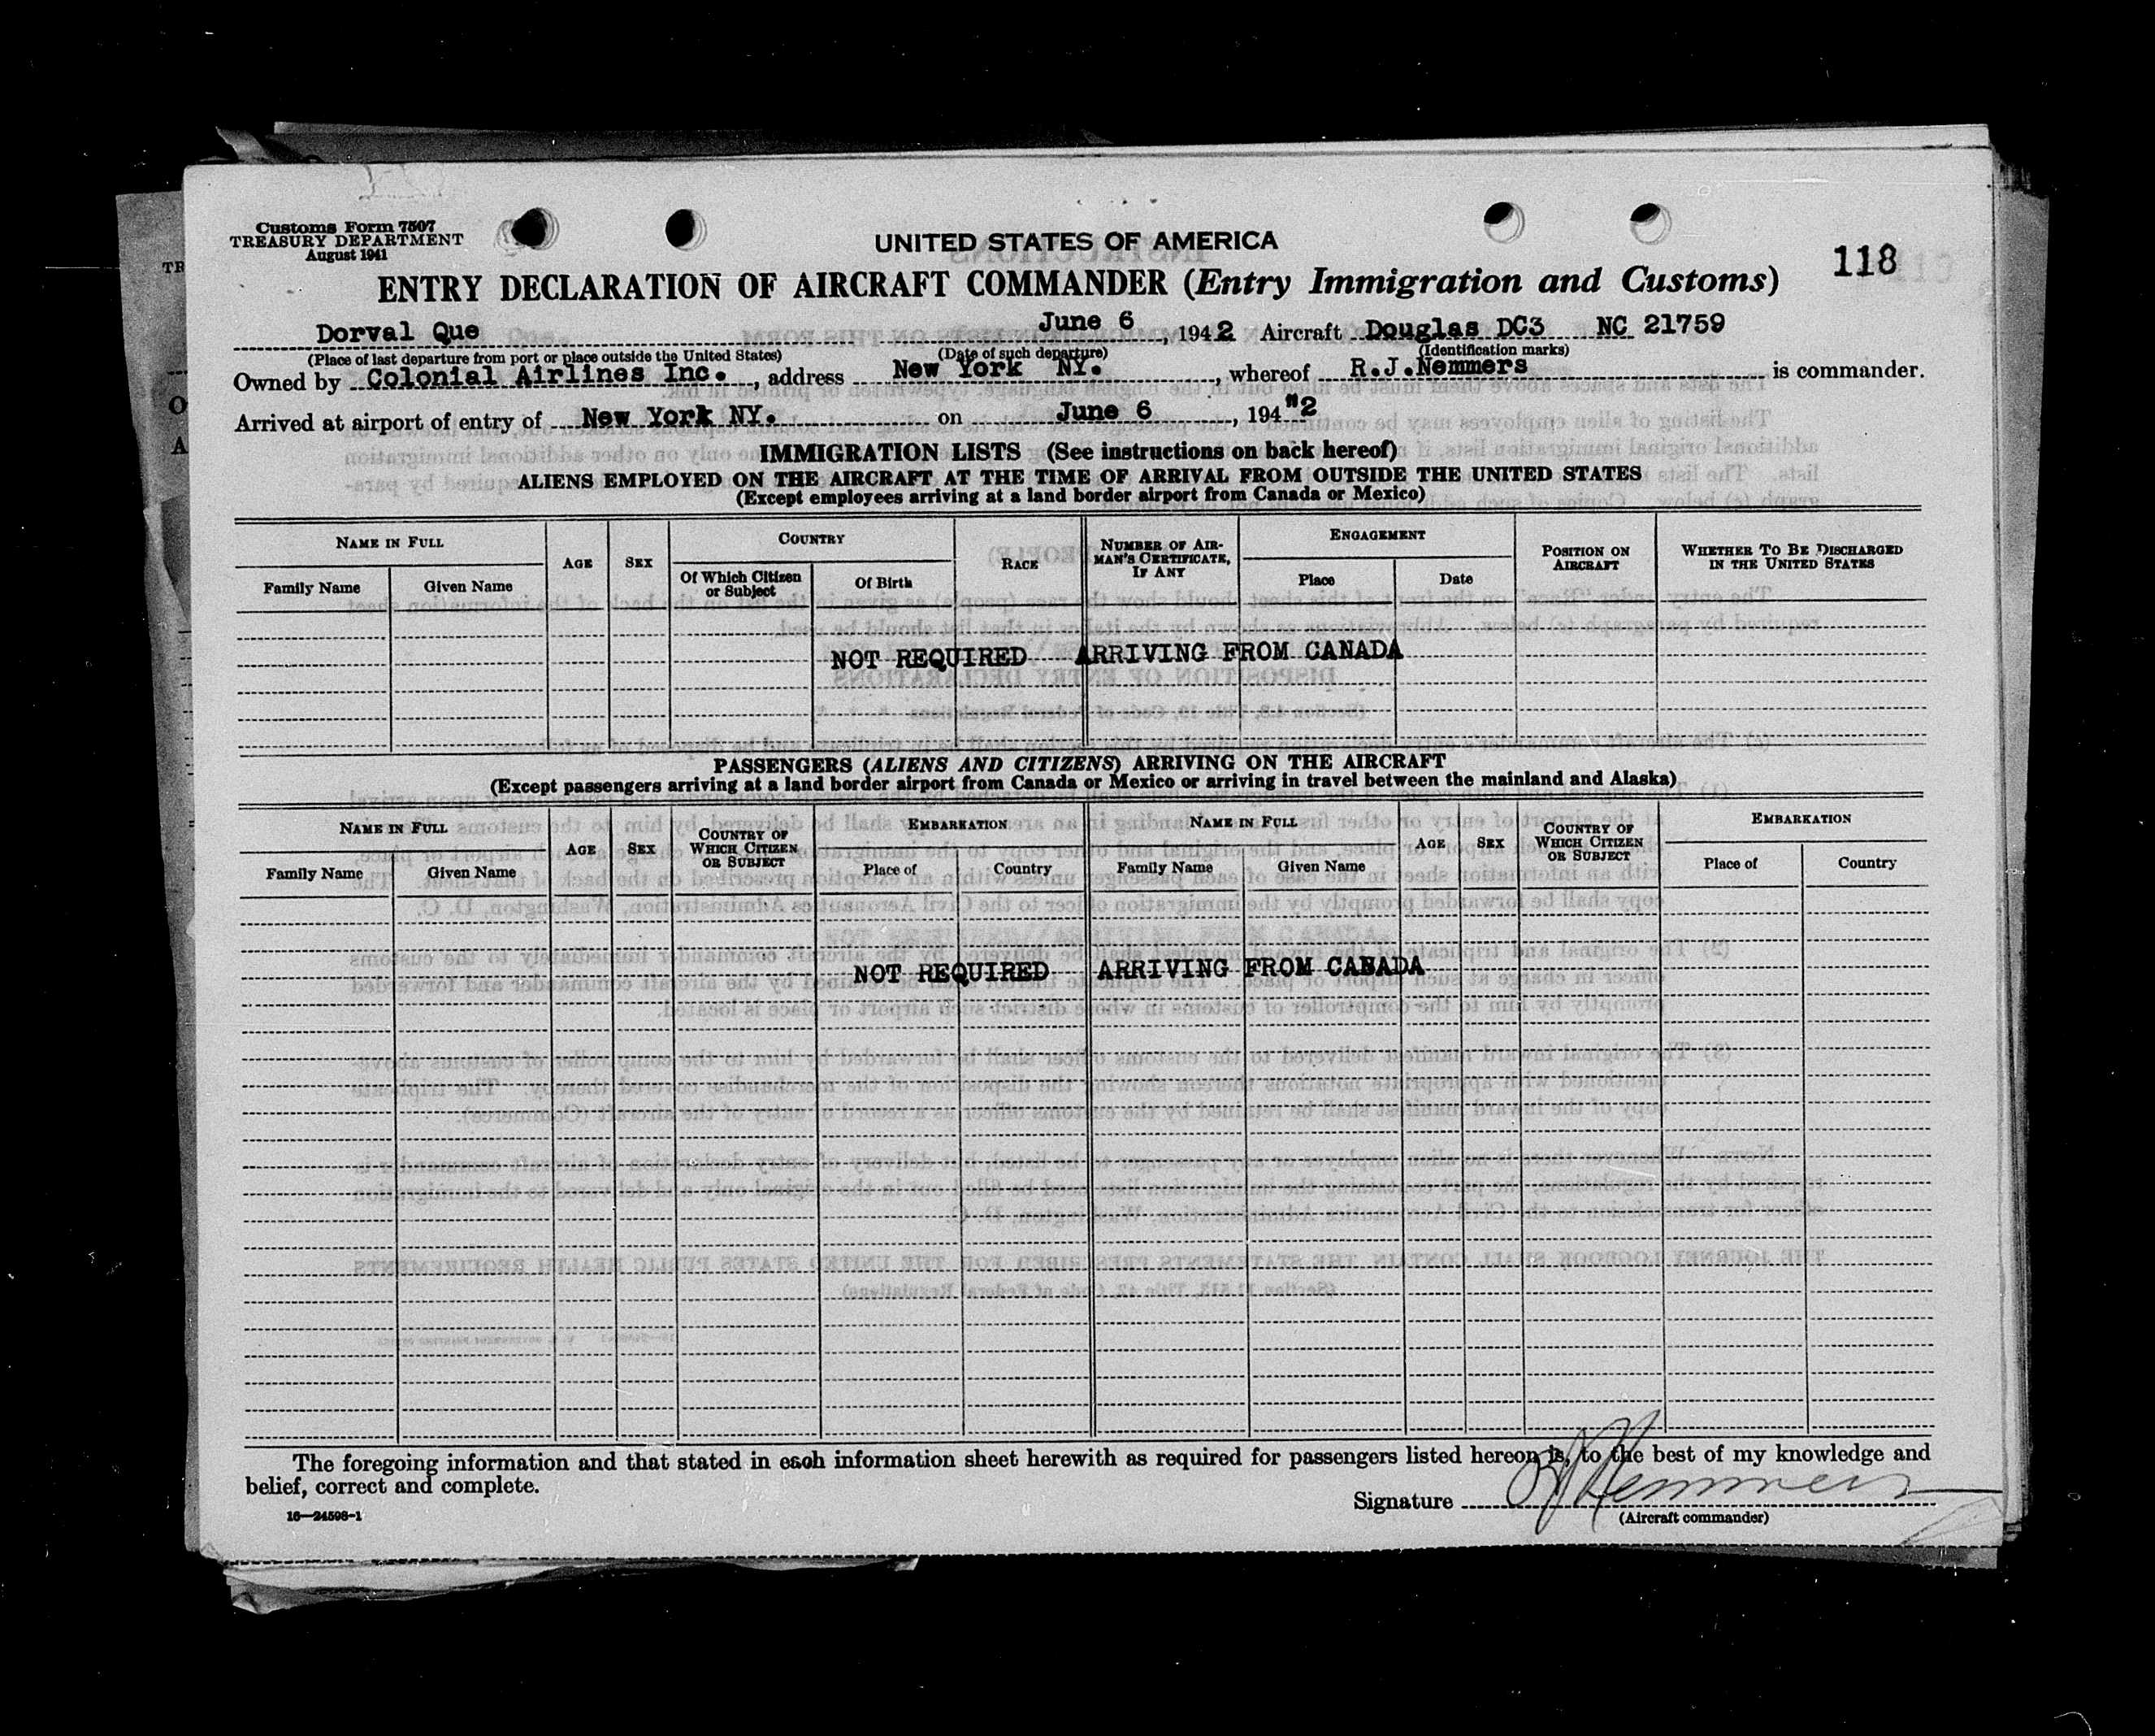 Customs Form 7507
TREASURY DEPARTMENT
August 1941
UNITED STATES OF AMERICA
118
ENTRY DECLARATION OF AIRCRAFT COMMANDER (Entry Immigration and Customs)
Dorval Que June 6, 1942 Aircraft Douglas DC3 NC 21759
(Place of last departure from port or place outside the United States) (Date of such departure) (Identification marks)
Owned by Colonial Airlines Inc., address New York NY., whereof R.J.Nemmers is commander.
Arrived at airport of entry of New York NY. on June 6, 194"2
IMMIGRATION LISTS (See instructions on back hereof)
ALIENS EMPLOYED ON THE AIRCRAFT AT THE TIME OF ARRIVAL FROM OUTSIDE THE UNITED STATES
(Except employees arriving at a land border airport from Canada or Mexico)
NAME IN FULL AGE SEX COUNTRY RACE NUMBER OF AIRMAN'S CERTIFICATE, IF ANY ENGAGEMENT POSITION ON AIRCRAFT WHETHER TO BE DISCHARGED IN THE UNITED STATES
Family Name Given Name Of Which Citizen or Subject Of Birth Place Date
NOT REQUIRED ARRIVING FROM CANADA
PASSENGERS (ALIENS AND CITIZENS) ARRIVING ON THE AIRCRAFT
(Except passengers arriving at a land border airport from Canada or Mexico or arriving in travel between the mainland and Alaska)
NAME IN FULL AGE SEX COUNTRY OF WHICH CITIZEN OR SUBJECT EMBARKATION NAME IN FULL AGE SEX COUNTRY OF WHICH CITIZEN OR SUBJECT EMBARKATION
Family Name Given Name Place of Country Family Name Given Name Place of Country
NOT REQUIRED ARRIVING FROM CABADA
The foregoing information and that stated in each information sheet herewith as required for passengers listed hereon is, to the best of my knowledge and
belief, correct and complete.
Signature RJNemmers
(Aircraft commander)
16—24598-1